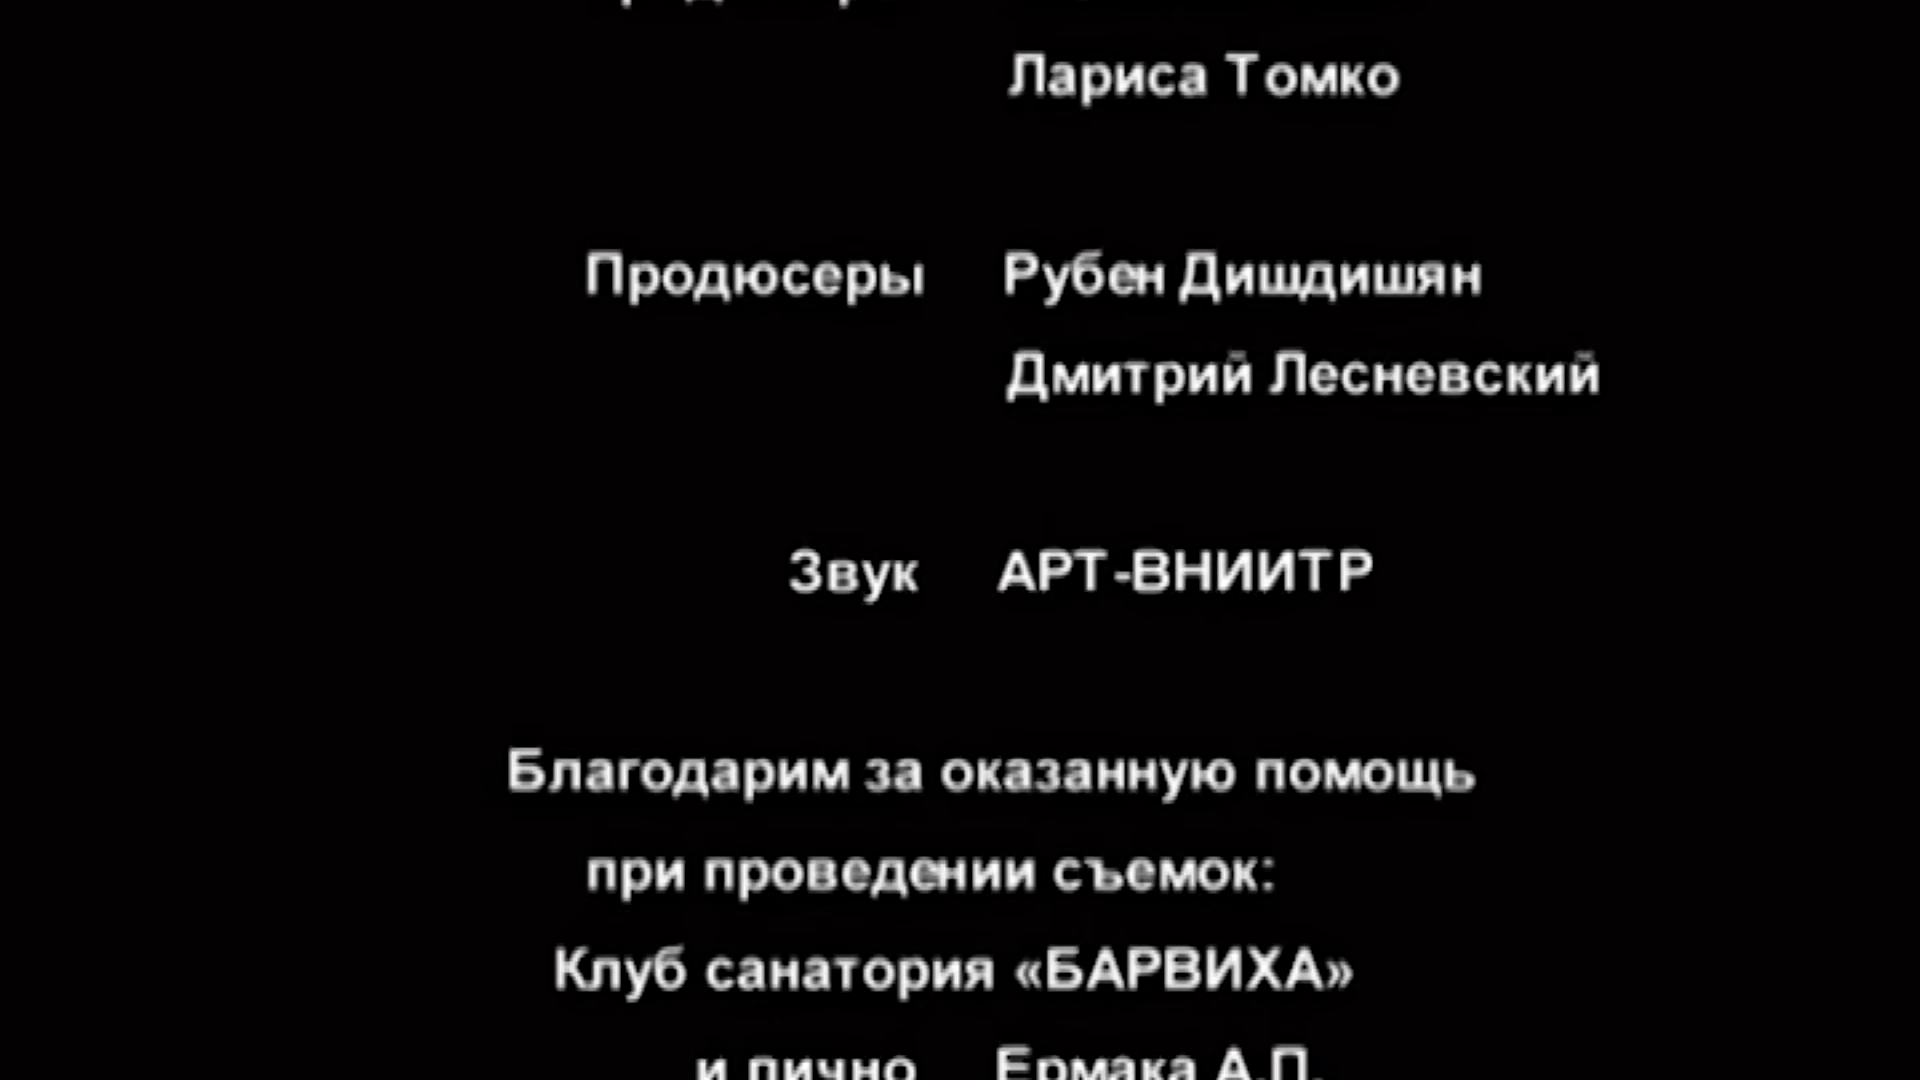 Лариса Томко
Продюсеры Рубен Дишдишян
Дмитрий Лесневский
Звук АРТ-ВНИИТР
Благодарим за оказанную помощь
при проведении съемок:
Клуб санатория «БАРВИХА»
и лично Ермака А.П.